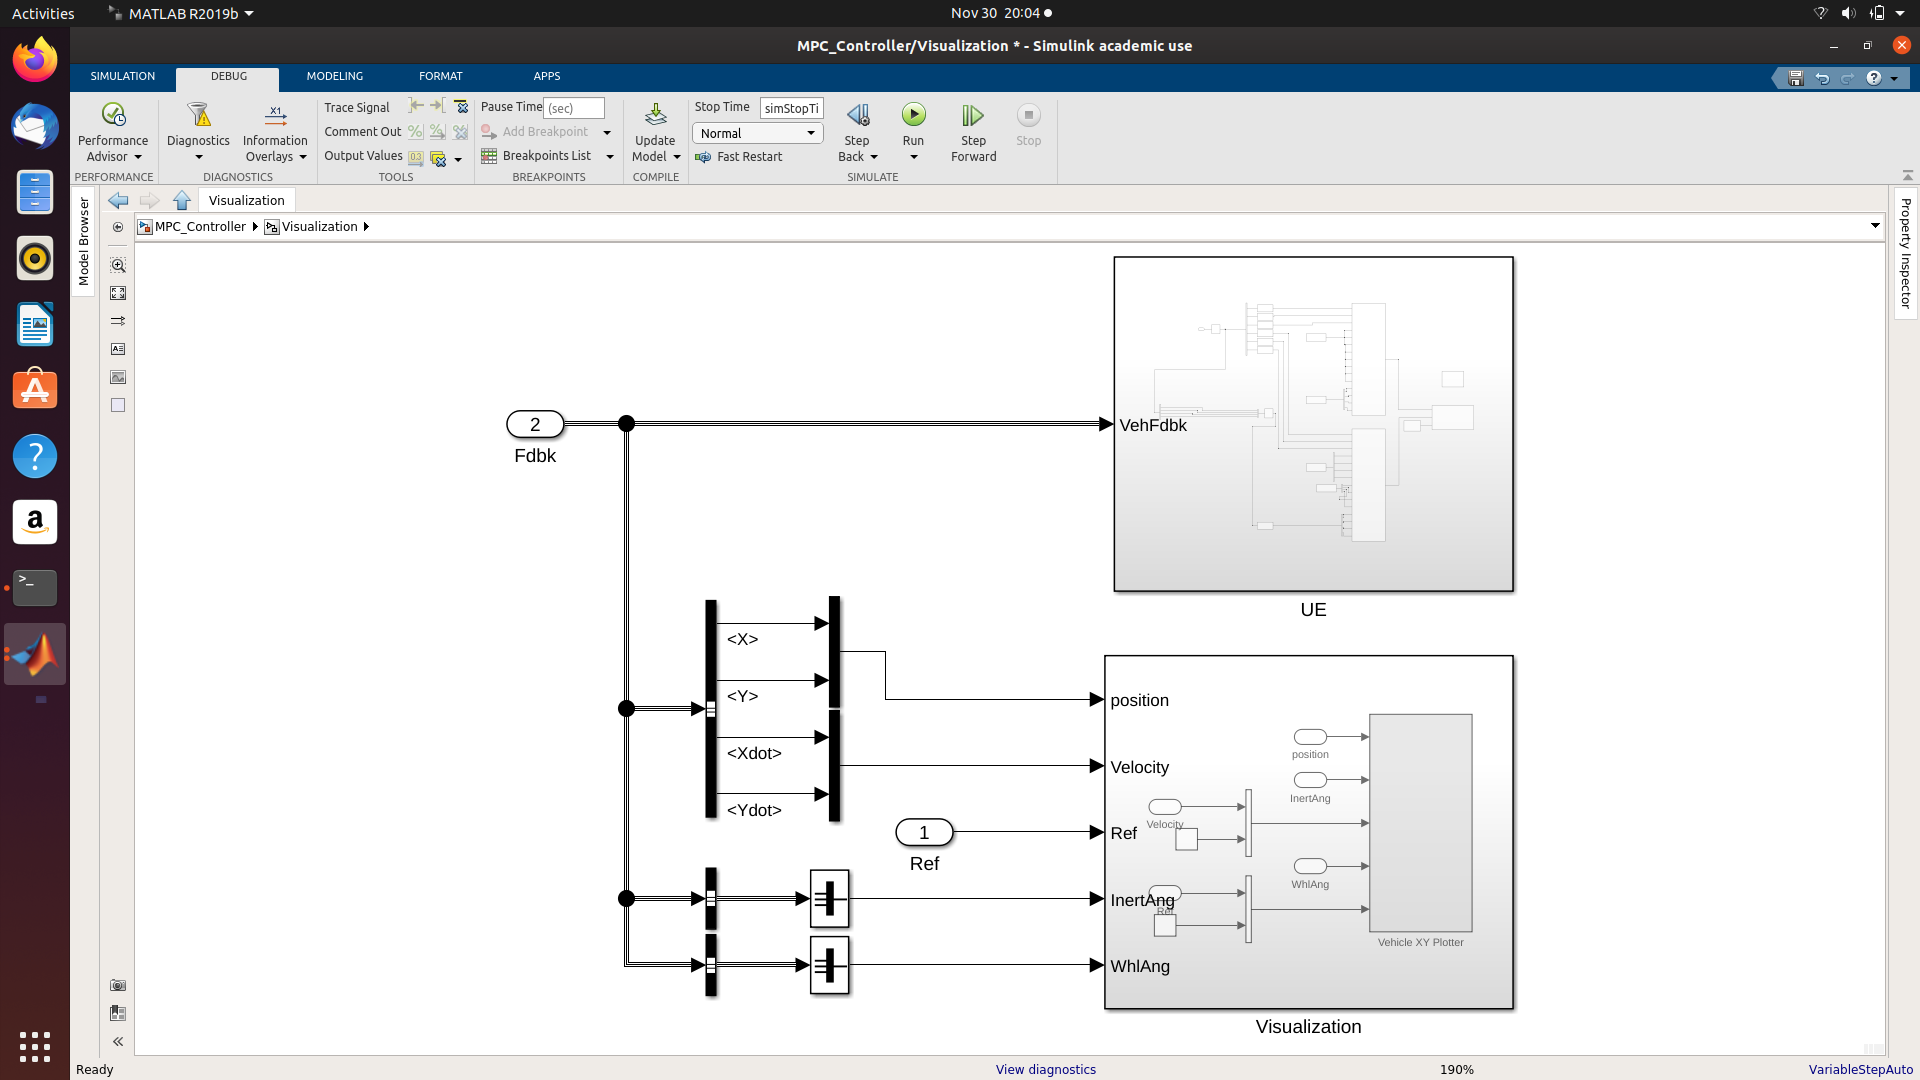 Activities
MATLAB R2019b
Nov 30 20:04
MPC_Controller/Visualization * - Simulink academic use
SIMULATION
DEBUG
MODELING
FORMAT
APPS
Performance
Advisor
PERFORMANCE
Diagnostics
Information
Overlays
DIAGNOSTICS
Trace Signal
Comment Out
Output Values
TOOLS
Pause Time (sec)
Add Breakpoint
Breakpoints List
BREAKPOINTS
Update
Model
COMPILE
Stop Time simStopTi
Normal
Fast Restart
Step
Back
Run
Step
Forward
Stop
SIMULATE
Model Browser
Visualization
MPC_Controller
Visualization
Property Inspector
2
Fdbk
VehFdbk
UE
<X>
<Y>
<Xdot>
<Ydot>
1
Ref
position
Velocity
Ref
InertAng
WhlAng
position
InertAng
Velocity
WhlAng
Ref
Vehicle XY Plotter
Visualization
Ready
View diagnostics
190%
VariableStepAuto